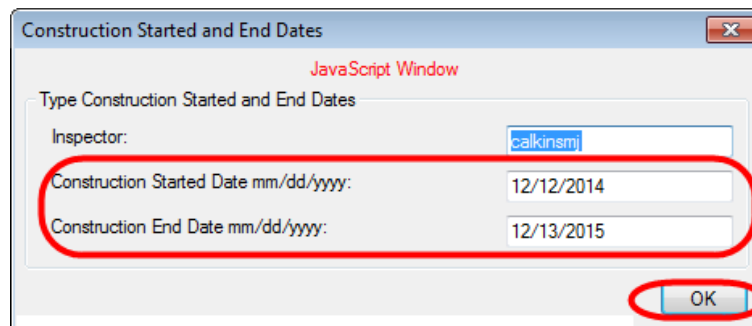 Construction Started and End Dates
JavaScript Window
Type Construction Started and End Dates
Inspector: calkinsmj
Construction Started Date mm/dd/yyyy: 12/12/2014
Construction End Date mm/dd/yyyy: 12/13/2015
OK